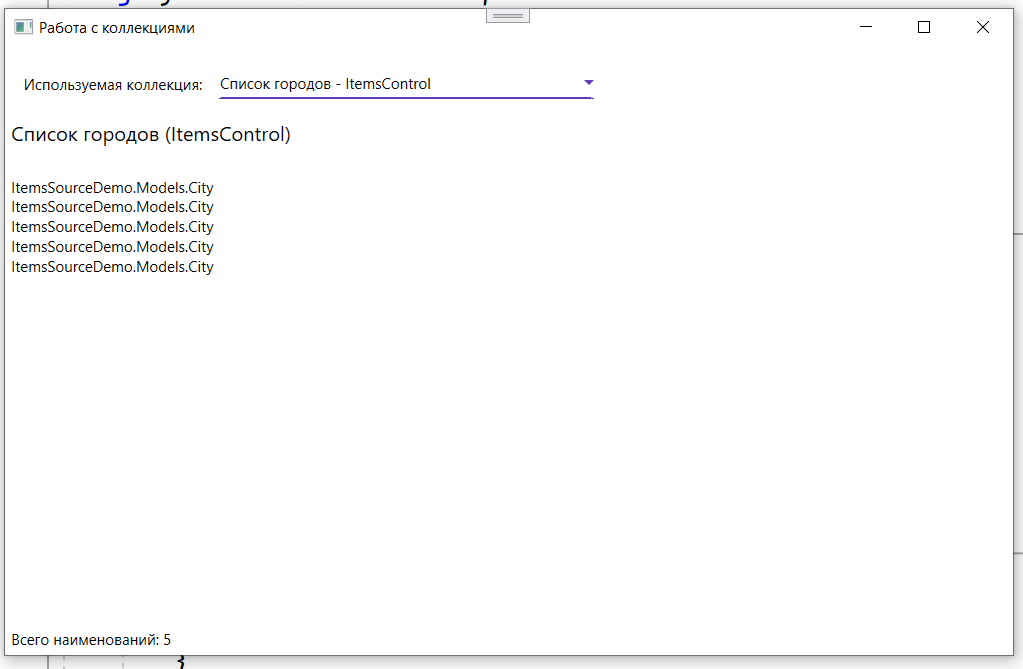 Работа с коллекциями
Используемая коллекция: Список городов - ItemsControl
Список городов (ItemsControl)
ItemsSourceDemo.Models.City
ItemsSourceDemo.Models.City
ItemsSourceDemo.Models.City
ItemsSourceDemo.Models.City
ItemsSourceDemo.Models.City
Всего наименований: 5
}